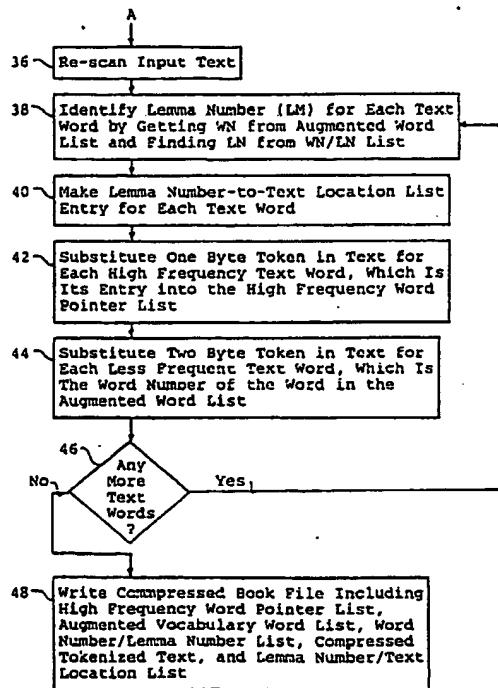 A
36 Re-scan Input Text
38 Identify Lemma Number (LM) for Each Text
Word by Getting WN from Augmented Word
List and Finding LN from WN/LN List
40 Make Lemma Number-to-Text Location List
Entry for Each Text Word
42 Substitute One Byte Token in Text for
Each High Frequency Text Word, Which Is
Its Entry into the High Frequency Word
Pointer List
44 Substitute Two Byte Token in Text for
Each Less Frequent Text Word, Which Is
The Word Number of the Word in the
Augmented Word List
46
Any
No More Yes
Text
Words
?
48 Write Commpressed Book File Including
High Frequency Word Pointer List,
Augmented Vocabulary Word List, Word
Number/Lemma Number List, Compressed
Tokenized Text, and Lemma Number/Text
Location List